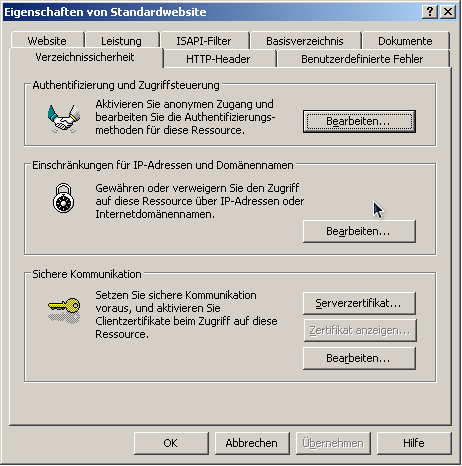 Eigenschaften von Standardwebsite
Website Leistung ISAPI-Filter Basisverzeichnis Dokumente
Verzeichnissicherheit HTTP-Header Benutzerdefinierte Fehler
Authentifizierung und Zugriffsteuerung
Aktivieren Sie anonymen Zugang und
bearbeiten Sie die Authentifizierungs-
methoden für diese Ressource.
Bearbeiten...
Einschränkungen für IP-Adressen und Domänennamen
Gewähren oder verweigern Sie den Zugriff
auf diese Ressource über IP-Adressen oder
Internetdomänennamen.
Bearbeiten...
Sichere Kommunikation
Setzen Sie sichere Kommunikation
voraus, und aktivieren Sie
Clientzertifikate beim Zugriff auf diese
Ressource.
Serverzertifikat...
Zertifikat anzeigen...
Bearbeiten...
OK Abbrechen Übernehmen Hilfe